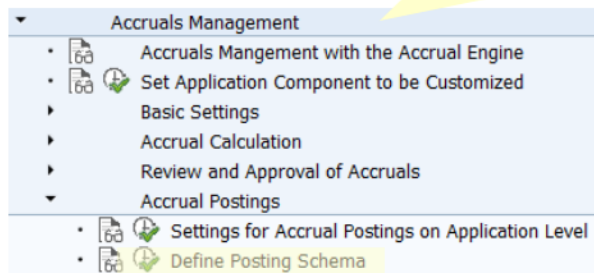 Accruals Management
Accruals Mangement with the Accrual Engine
Set Application Component to be Customized
Basic Settings
Accrual Calculation
Review and Approval of Accruals
Accrual Postings
Settings for Accrual Postings on Application Level
Define Posting Schema